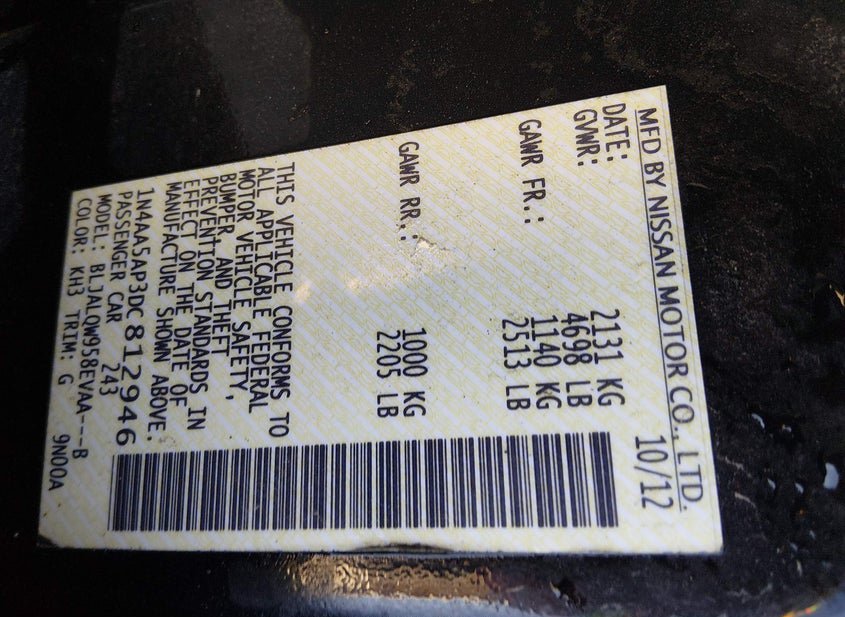 MFD BY NISSAN MOTOR CO., LTD.
DATE: 10/12
GVWR: 2131 KG
4698 LB
GAWR FR.: 1140 KG
2513 LB
GAWR RR.: 1000 KG
2205 LB
THIS VEHICLE CONFORMS TO
ALL APPLICABLE FEDERAL
MOTOR VEHICLE SAFETY,
BUMPER AND THEFT
PREVENTION STANDARDS IN
EFFECT ON THE DATE OF
MANUFACTURE SHOWN ABOVE.
1N4AA5AP3DC812946
PASSENGER CAR 243
MODEL: BLJALQW958EVAA---B
COLOR: KH3 TRIM: G 9N00A